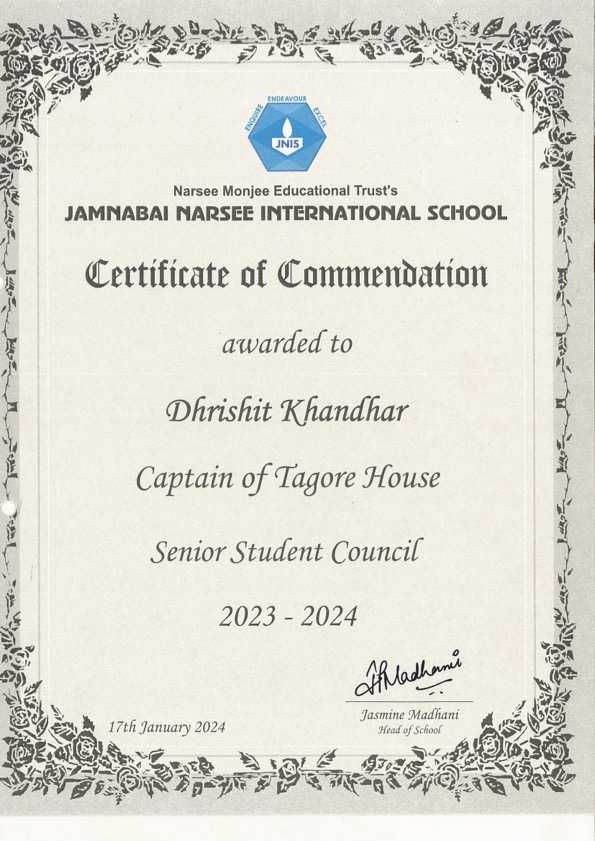 ENQUIRE ENDEAVOUR EXCEL
JNIS
Narsee Monjee Educational Trust's
JAMNABAI NARSEE INTERNATIONAL SCHOOL
Certificate of Commendation
awarded to
Dhrishit Khandhar
Captain of Tagore House
Senior Student Council
2023 - 2024
JPMadhani
17th January 2024
Jasmine Madhani
Head of School